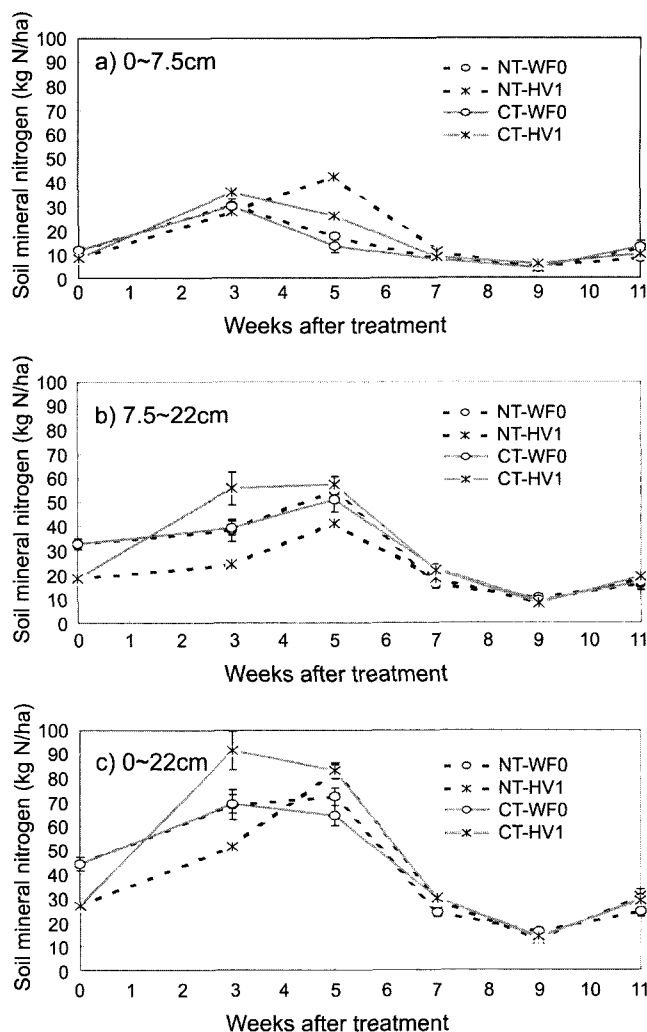 Soil mineral nitrogen (kg N/ha)
100
90
80
70
60
50
40
30
20
10
0
a) 0~7.5cm
NT-WF0
NT-HV1
CT-WF0
CT-HV1
0 1 2 3 4 5 6 7 8 9 10 11
Weeks after treatment
Soil mineral nitrogen (kg N/ha)
100
90
80
70
60
50
40
30
20
10
0
b) 7.5~22cm
NT-WF0
NT-HV1
CT-WF0
CT-HV1
0 1 2 3 4 5 6 7 8 9 10 11
Weeks after treatment
Soil mineral nitrogen (kg N/ha)
100
90
80
70
60
50
40
30
20
10
0
c) 0~22cm
NT-WF0
NT-HV1
CT-WF0
CT-HV1
0 1 2 3 4 5 6 7 8 9 10 11
Weeks after treatment